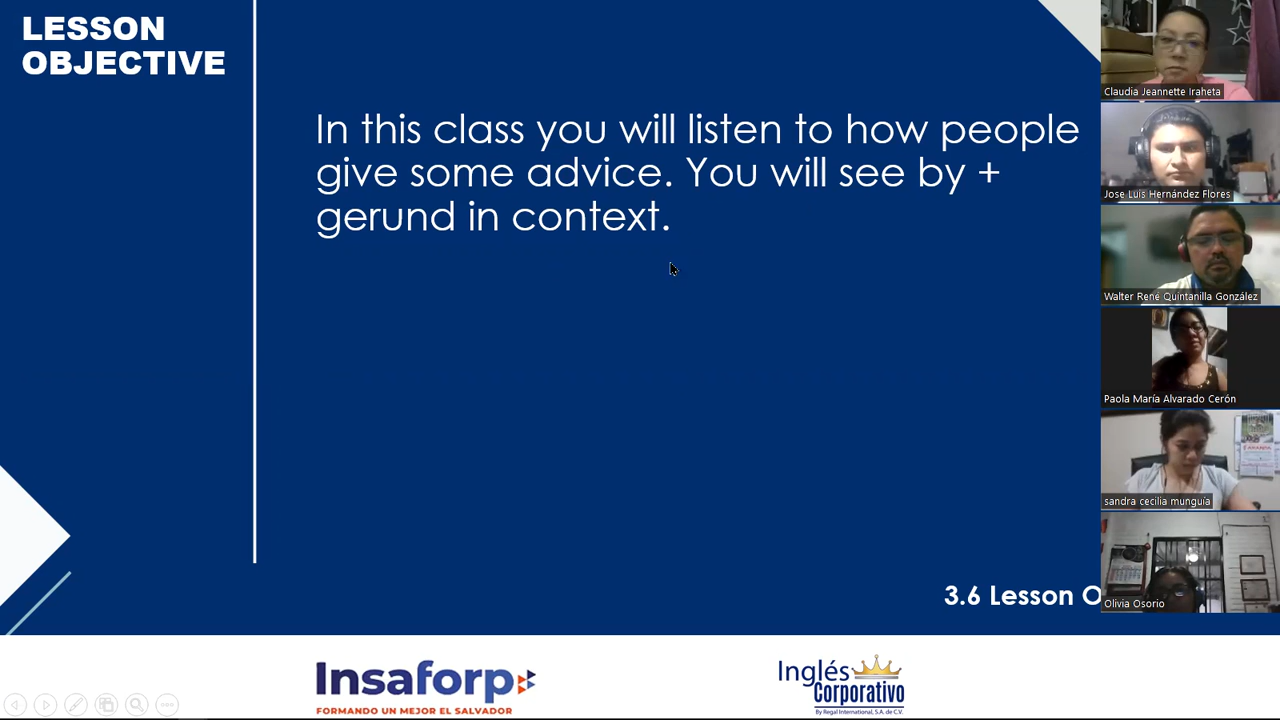 LESSON
OBJECTIVE
In this class you will listen to how people
give some advice. You will see by +
gerund in context.
3.6 Lesson O
Claudia Jeannette Iraheta
Jose Luis Hernández Flores
Walter René Quintanilla González
Paola María Alvarado Cerón
sandra cecilia munguía
Olivia Osorio
Insaforp
FORMANDO UN MEJOR EL SALVADOR
Inglés
Corporativo
By Regal International, S.A. de C.V.